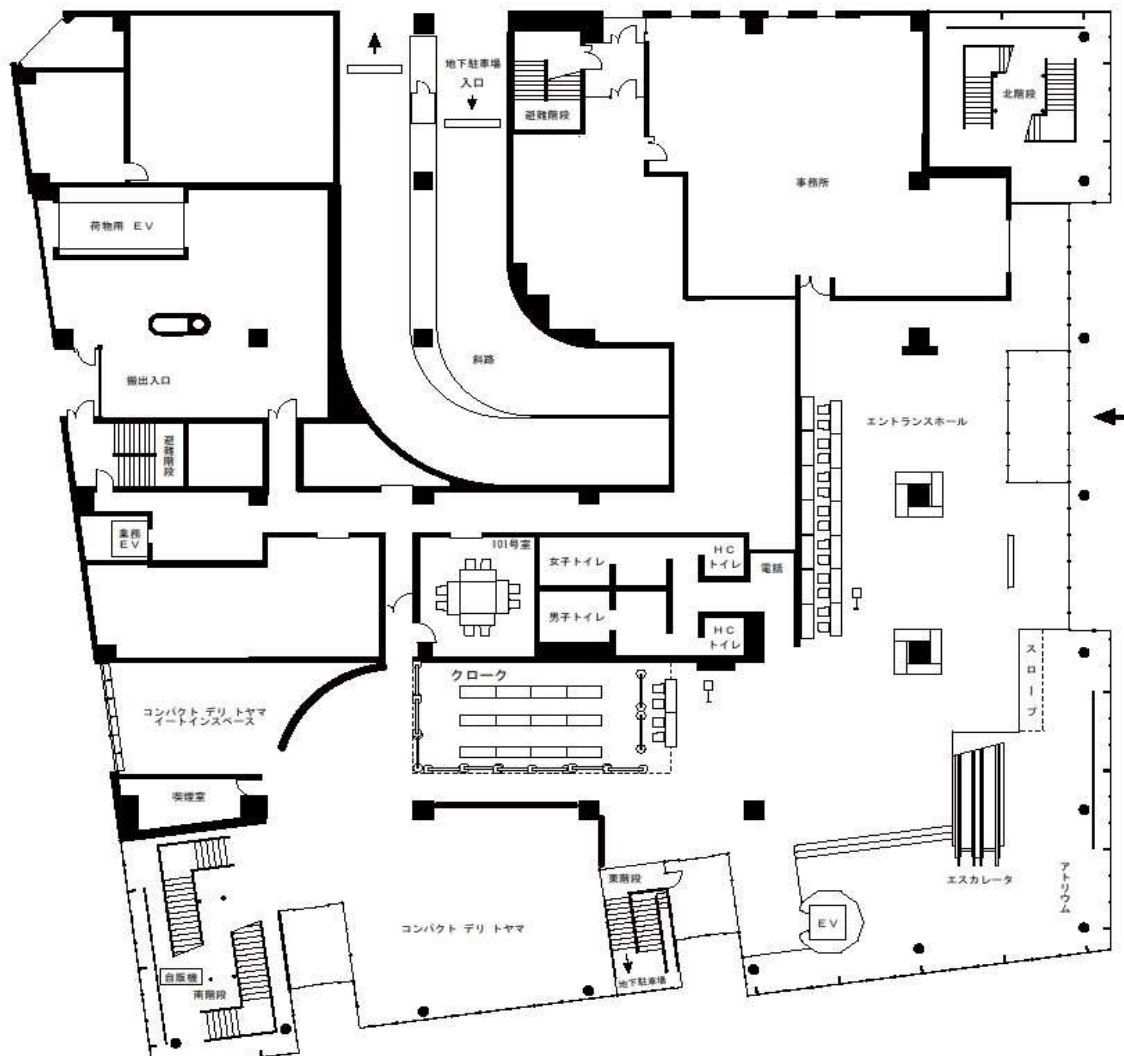 地下駐車場
入口
避難階段
北階段
事務所
荷物用 EV
斜路
搬出入口
エントランスホール
避難階段
業務
EV
101号室
女子トイレ
HC
トイレ
電話
男子トイレ
HC
トイレ
スロープ
クローク
コンパクト デリ トヤマ
イートインスペース
喫煙室
東階段
エスカレータ
アトリウム
EV
コンパクト デリ トヤマ
自販機
南階段
地下駐車場